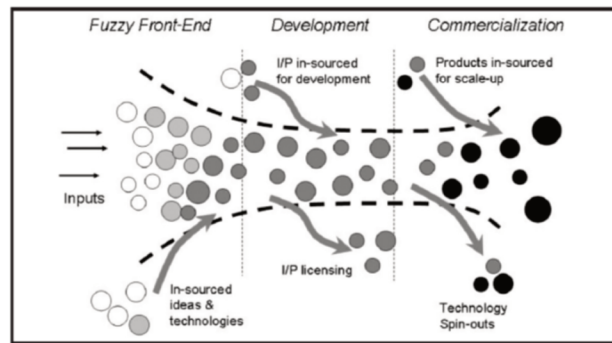 Fuzzy Front-End
Development
Commercialization
I/P in-sourced
for development
Products in-sourced
for scale-up
Inputs
In-sourced
ideas &
technologies
I/P licensing
Technology
Spin-outs